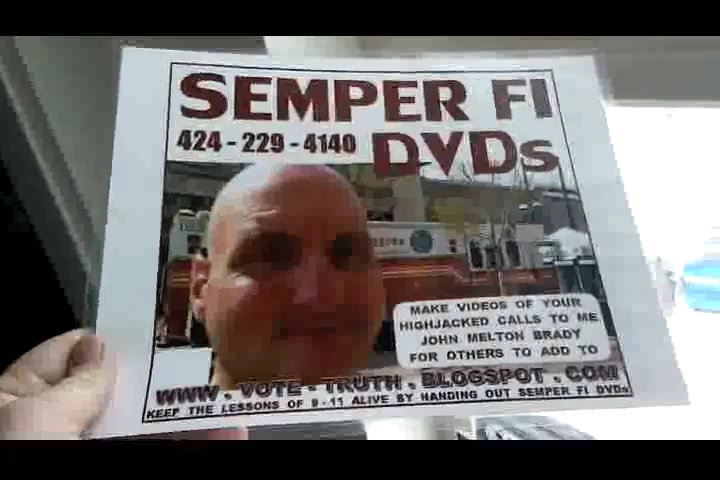 SEMPER FI
424 - 229 - 4140
DVDs
MAKE VIDEOS OF YOUR
HIGHJACKED CALLS TO ME
JOHN MELTON BRADY
FOR OTHERS TO ADD TO
WWW . VOTE - TRUTH . BLOGSPOT . COM
KEEP THE LESSONS OF 9 - 11 ALIVE BY HANDING OUT SEMPER FI DVDs